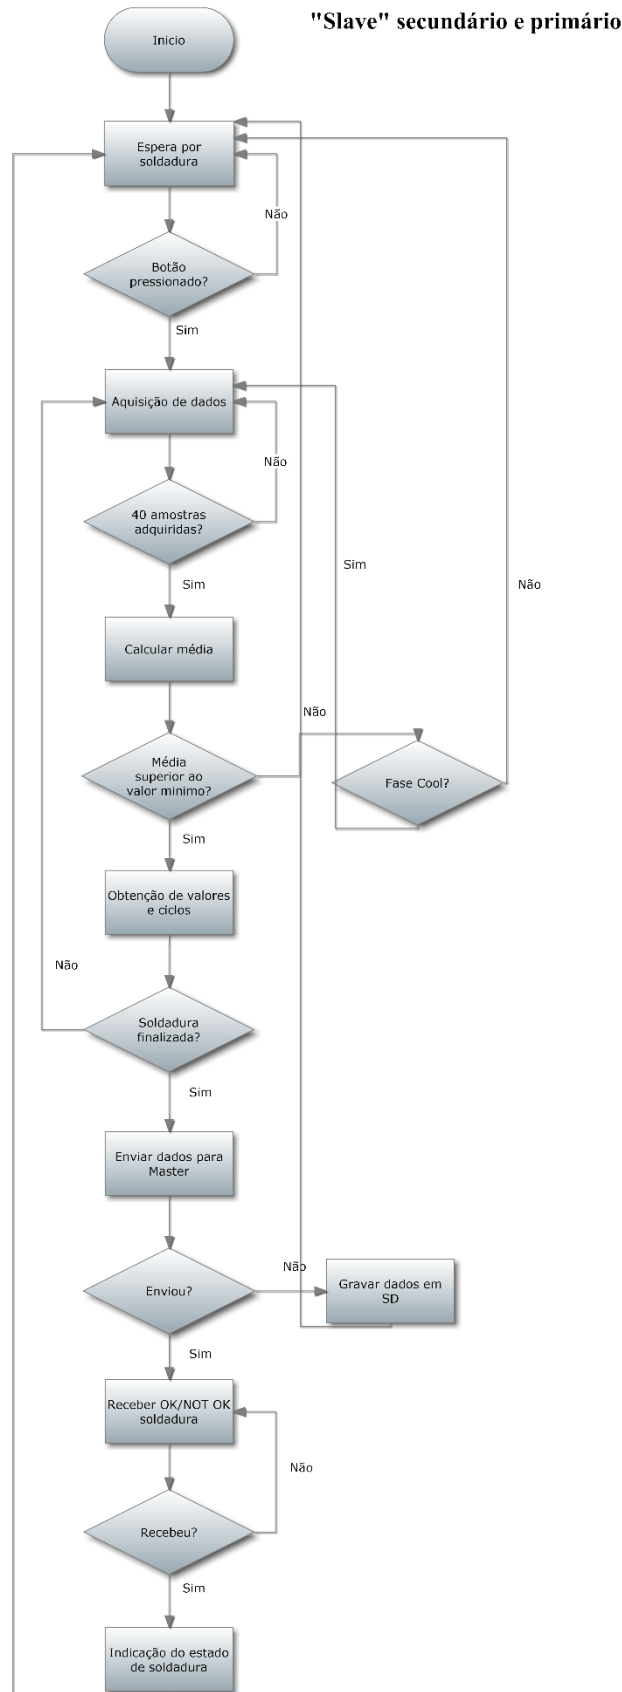 "Slave" secundário e primário
Inicio
Espera por
soldadura
Não
Botão
pressionado?
Sim
Aquisição de dados
Não
40 amostras
adquiridas?
Sim
Sim
Não
Calcular média
Não
Média
superior ao
valor minimo?
Fase Cool?
Sim
Obtenção de valores
e ciclos
Não
Soldadura
finalizada?
Sim
Enviar dados para
Master
Enviou?
Não
Gravar dados em
SD
Sim
Receber OK/NOT OK
soldadura
Não
Recebeu?
Sim
Indicação do estado
de soldadura